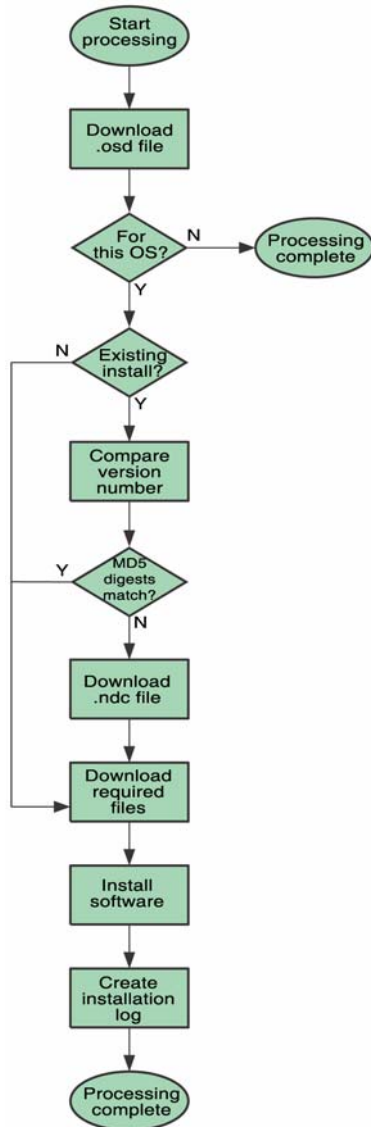 Start
processing
Download
.osd file
For
this OS?
N
Processing
complete
Y
N
Existing
install?
Y
Compare
version
number
Y
MD5
digests
match?
N
Download
.ndc file
Download
required
files
Install
software
Create
installation
log
Processing
complete